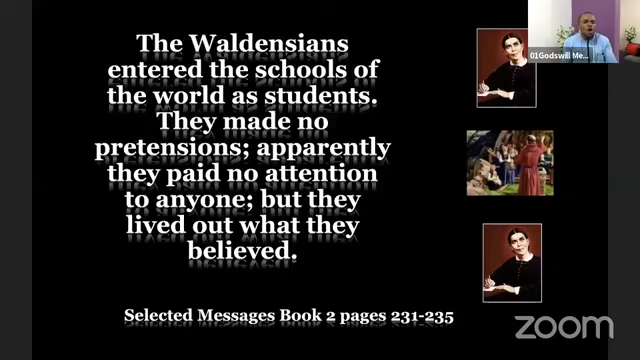 The Waldensians
entered the schools of
the world as students.
They made no
pretensions; apparently
they paid no attention
to anyone; but they
lived out what they
believed.
Selected Messages Book 2 pages 231-235
01Godswill Me...
zoom